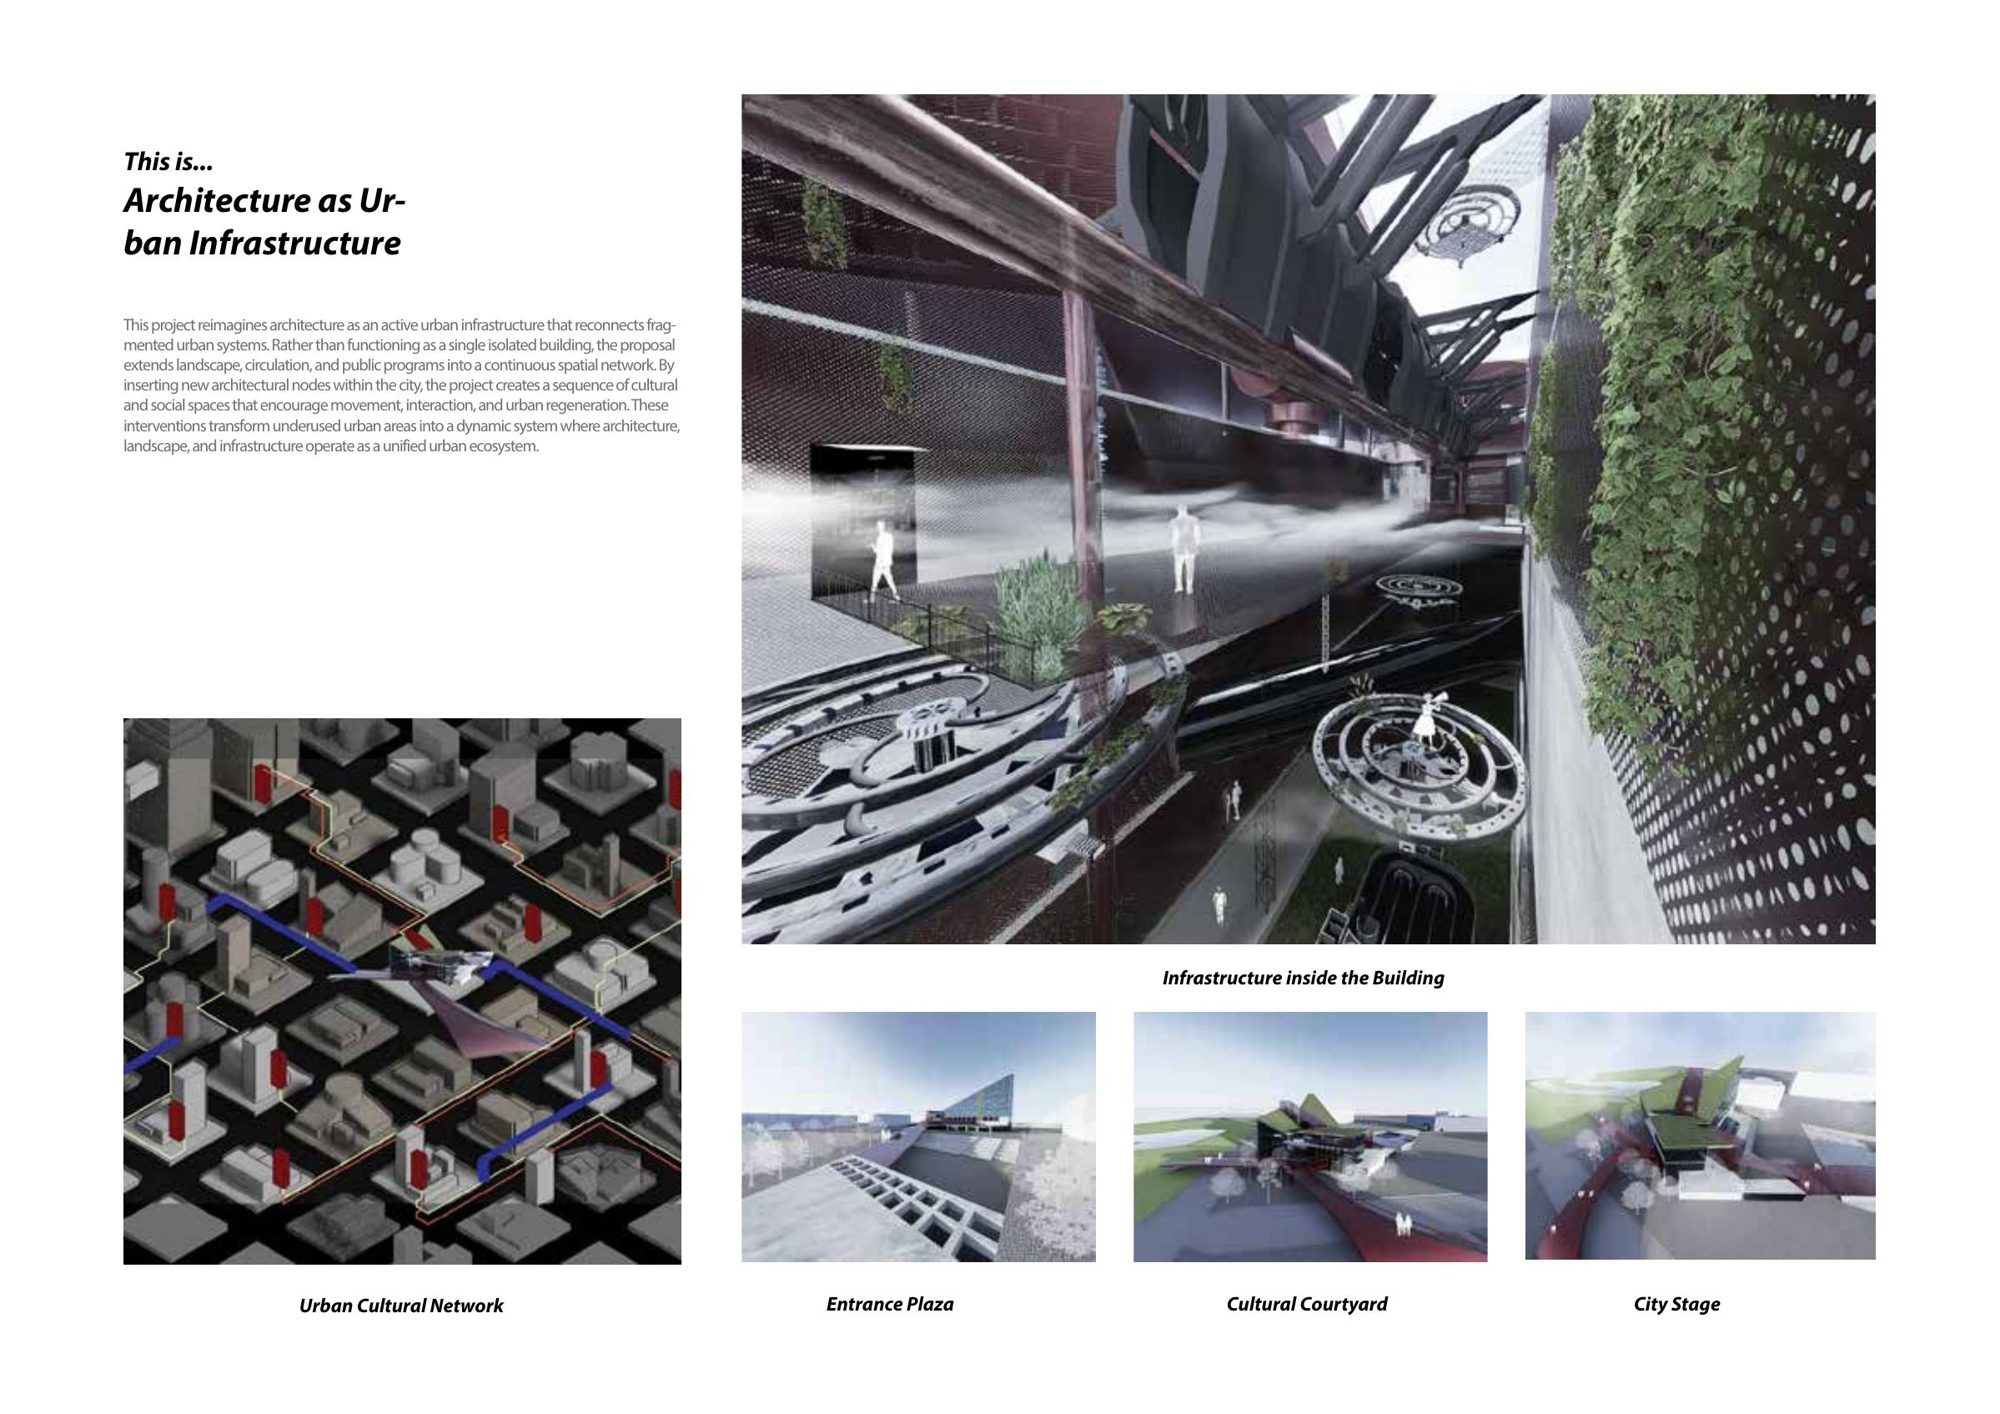 This is...
Architecture as Ur-
ban Infrastructure
This project reimagines architecture as an active urban infrastructure that reconnects frag-
mented urban systems. Rather than functioning as a single isolated building, the proposal
extends landscape, circulation, and public programs into a continuous spatial network. By
inserting new architectural nodes within the city, the project creates a sequence of cultural
and social spaces that encourage movement, interaction, and urban regeneration. These
interventions transform underused urban areas into a dynamic system where architecture,
landscape, and infrastructure operate as a unified urban ecosystem.
Infrastructure inside the Building
Urban Cultural Network
Entrance Plaza
Cultural Courtyard
City Stage